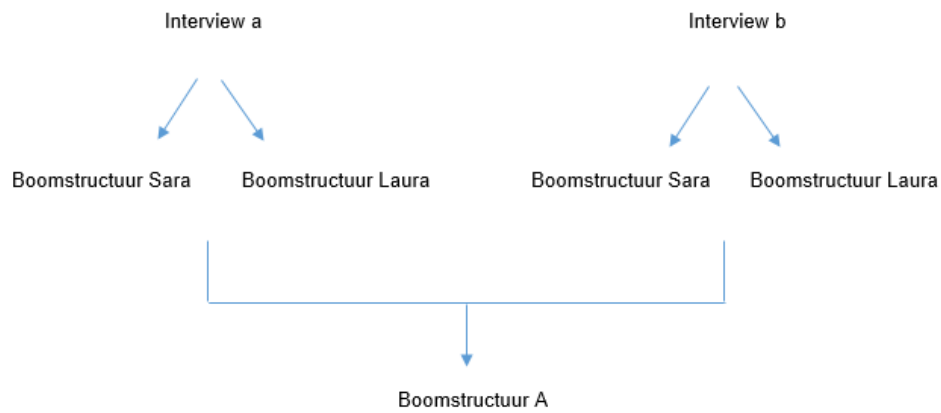 Interview a
Interview b
Boomstructuur Sara
Boomstructuur Laura
Boomstructuur Sara
Boomstructuur Laura
Boomstructuur A